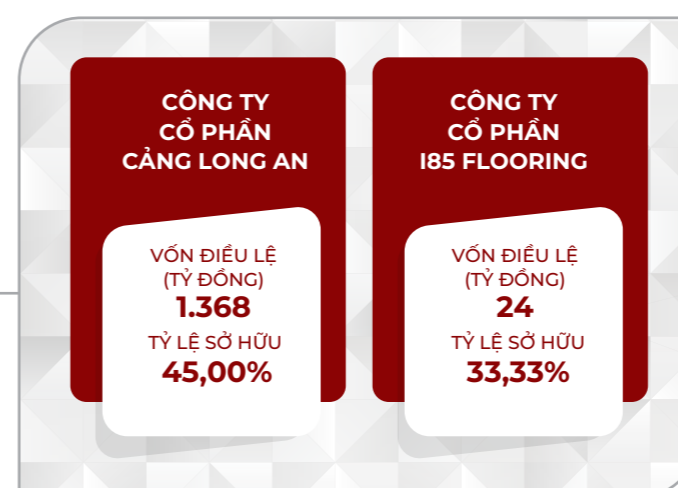 CÔNG TY
CỔ PHẦN
CẢNG LONG AN
VỐN ĐIỀU LỆ
(TỶ ĐỒNG)
1.368
TỶ LỆ SỞ HỮU
45,00%
CÔNG TY
CỔ PHẦN
I85 FLOORING
VỐN ĐIỀU LỆ
(TỶ ĐỒNG)
24
TỶ LỆ SỞ HỮU
33,33%